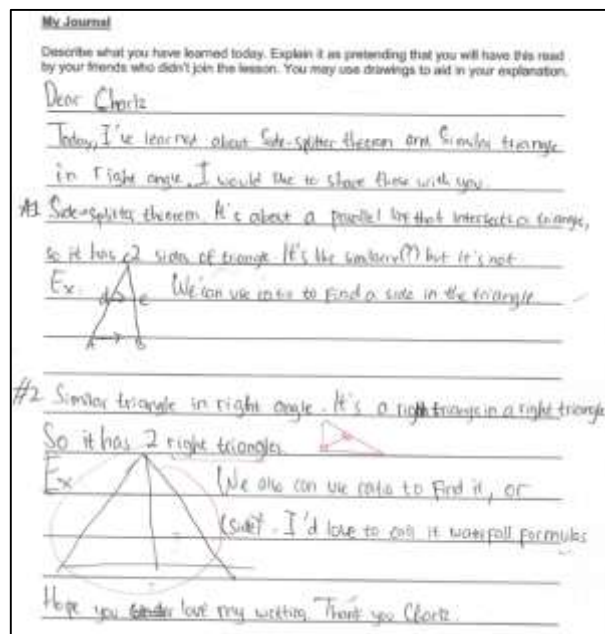 My Journal
Describe what you have learned today. Explain it as pretending that you will have this read
by your friends who didn't join the lesson. You may use drawings to aid in your explanation.
Dear Charlz
Today, I've learned about Side-splitter theorem and Similar triangle
in right angle. I would like to share these with you.
#1 Side-splitter theorem. It's about a parallel that intersects a triangle,
so it has 2 sides of triangle. It's like similary(?) but it's not
Ex. We can use ratio to find a side in the triangle
C
d e
A B
#2 Similar triangle in right angle. It's a right triangle in a right triangle
So it has 2 right triangles
Ex We also can use ratio to find it, or
(side). I'd love to call it waterfall formulas
Hope you love my writting. Thank you Charlz.